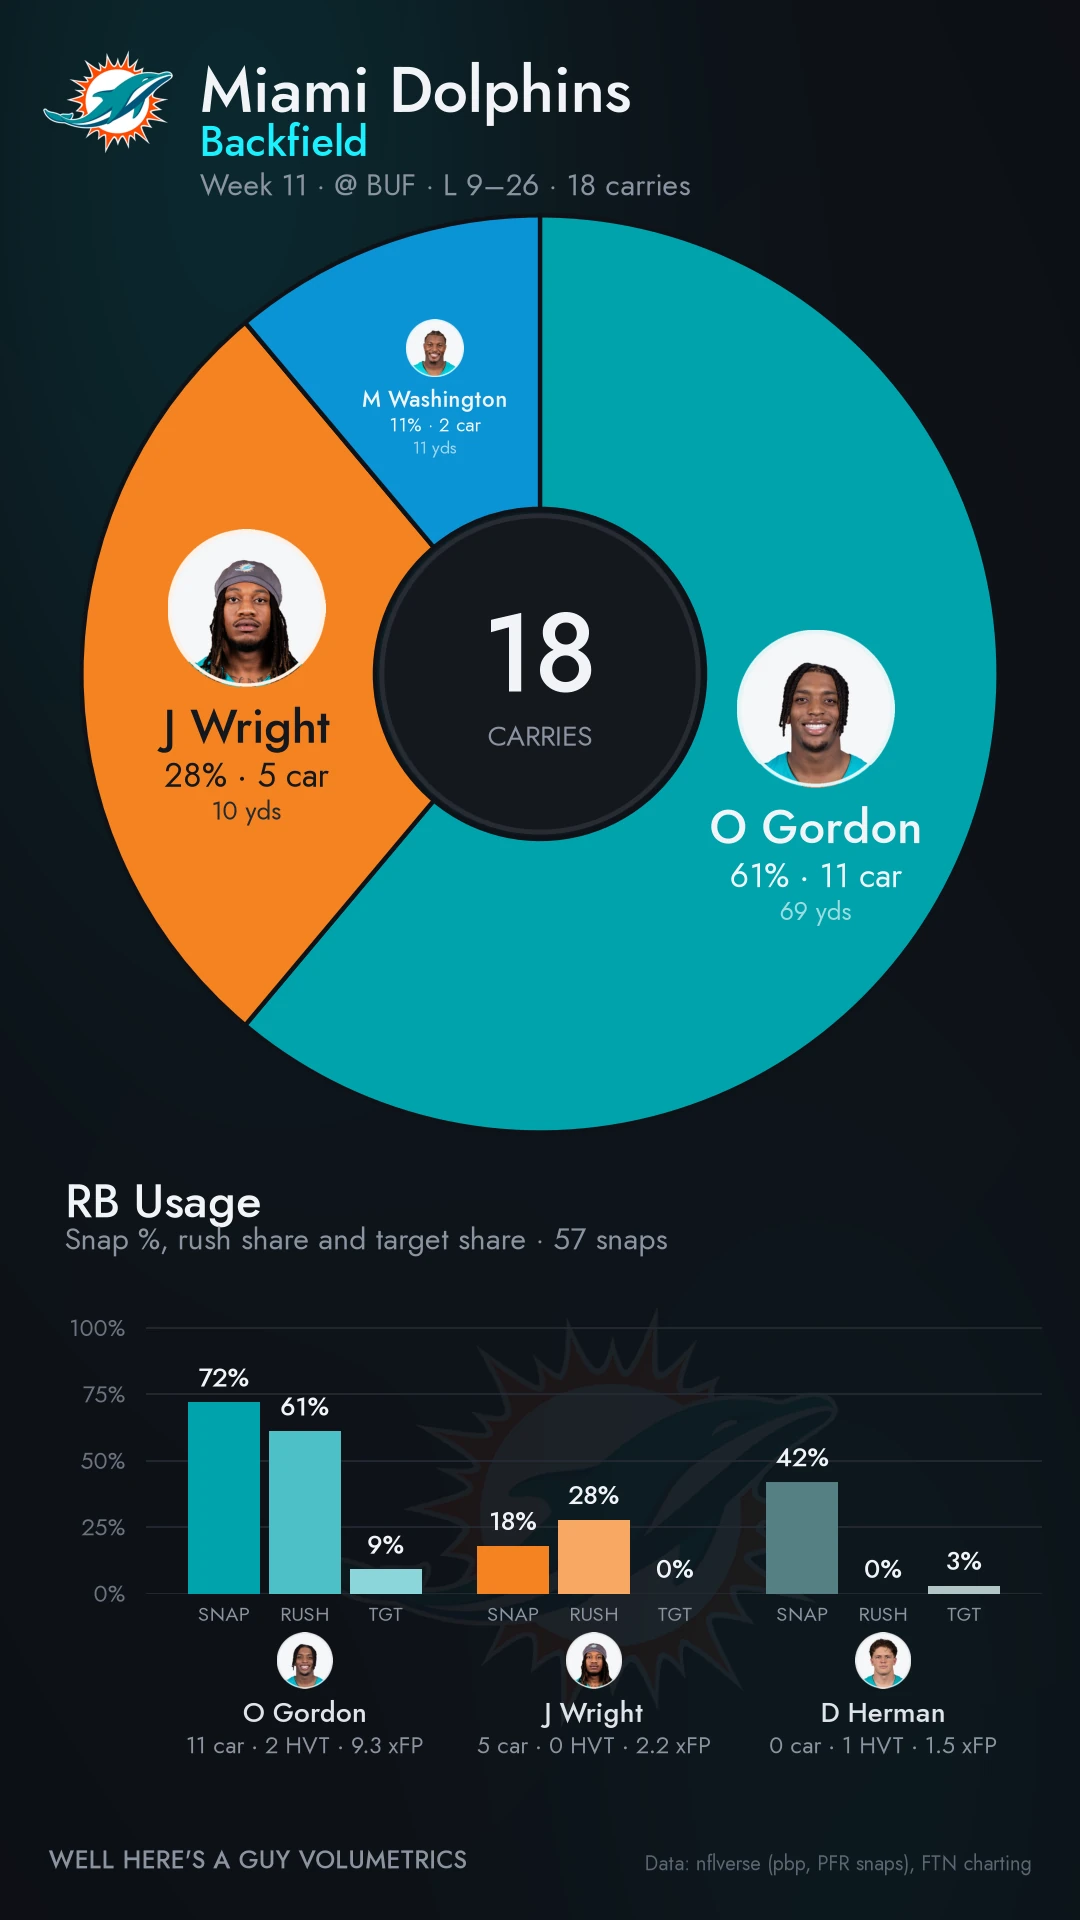 Miami Dolphins
Backfield
Week 11 · @ BUF · L 9–26 · 18 carries
M Washington
11% · 2 car
11 yds
J Wright
28% · 5 car
10 yds
18
CARRIES
O Gordon
61% · 11 car
69 yds
RB Usage
Snap %, rush share and target share · 57 snaps
100%
75%
50%
25%
0%
72%
61%
9%
18%
28%
0%
42%
0%
3%
SNAP RUSH TGT SNAP RUSH TGT SNAP RUSH TGT
O Gordon
11 car · 2 HVT · 9.3 xFP
J Wright
5 car · 0 HVT · 2.2 xFP
D Herman
0 car · 1 HVT · 1.5 xFP
WELL HERE'S A GUY VOLUMETRICS
Data: nflverse (pbp, PFR snaps), FTN charting